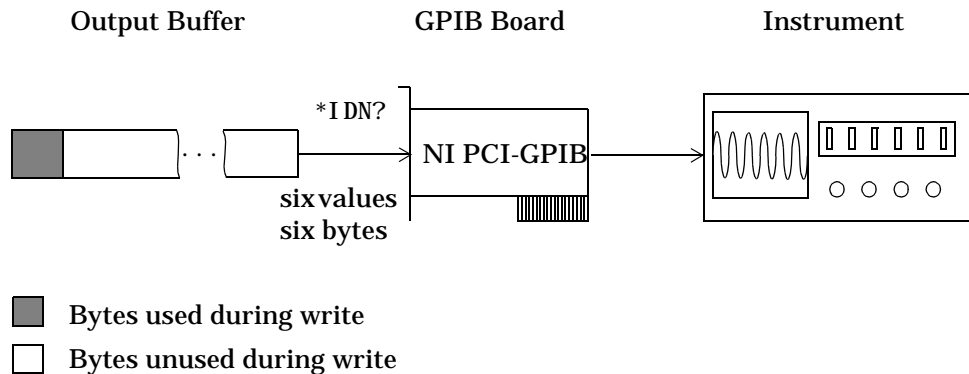 Output Buffer GPIB Board Instrument
*IDN?
· · · NI PCI-GPIB
six values
six bytes
Bytes used during write
Bytes unused during write